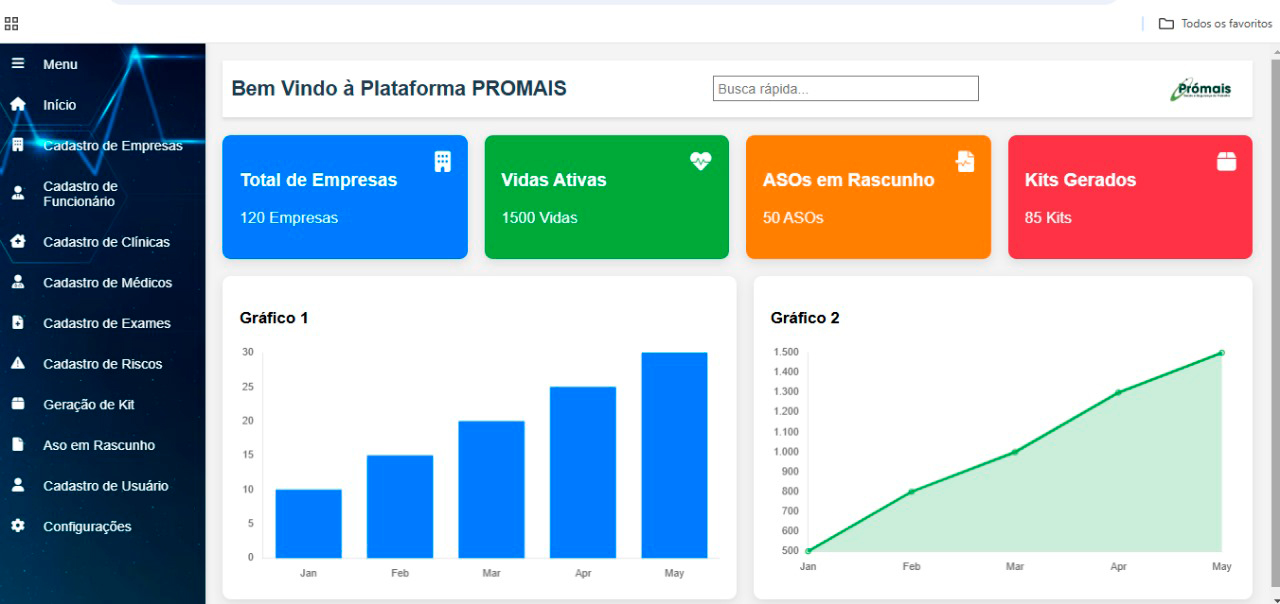 Todos os favoritos
Menu
Início
Cadastro de Empresas
Cadastro de
Funcionário
Cadastro de Clínicas
Cadastro de Médicos
Cadastro de Exames
Cadastro de Riscos
Geração de Kit
Aso em Rascunho
Cadastro de Usuário
Configurações
Bem Vindo à Plataforma PROMAIS
Busca rápida...
Prómais
Total de Empresas
120 Empresas
Vidas Ativas
1500 Vidas
ASOs em Rascunho
50 ASOs
Kits Gerados
85 Kits
Gráfico 1
30
25
20
15
10
5
0
Jan Feb Mar Apr May
Gráfico 2
1.500
1.400
1.300
1.200
1.100
1.000
900
800
700
600
500
Jan Feb Mar Apr May